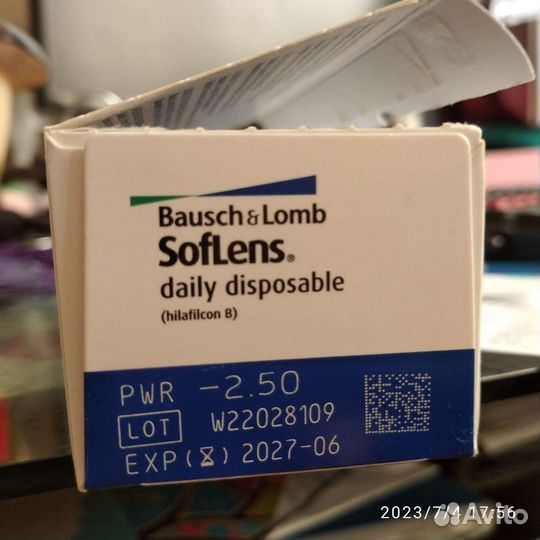 Bausch & Lomb
SofLens®
daily disposable
(hilafilcon B)
PWR -2.50
LOT W22028109
EXP (⌛) 2027-06
2023/7/4 17:56
Avito